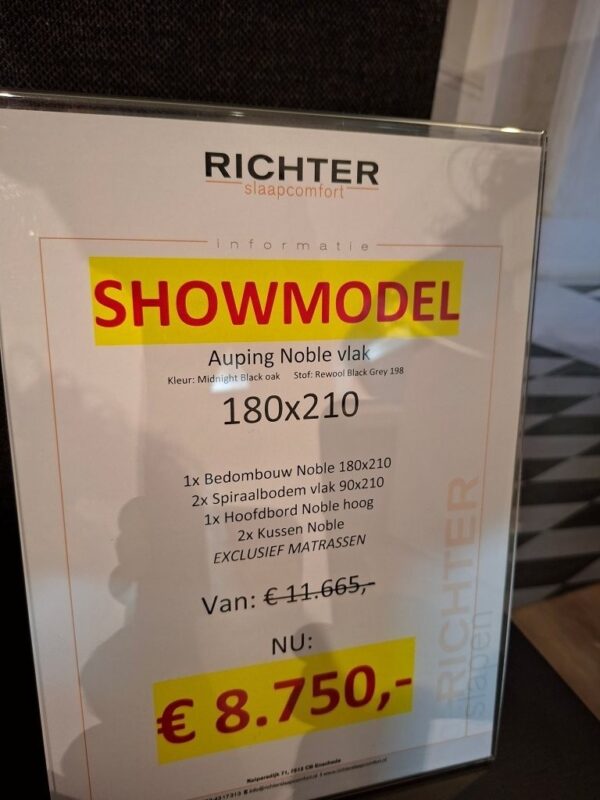 RICHTER
slaapcomfort
informatie
SHOWMODEL
Auping Noble vlak
Kleur: Midnight Black oak Stof: Rewool Black Grey 198
180x210
1x Bedombouw Noble 180x210
2x Spiraalbodem vlak 90x210
1x Hoofdbord Noble hoog
2x Kussen Noble
EXCLUSIEF MATRASSEN
Van: € 11.665,-
NU:
€ 8.750,-
RICHTER
slapen